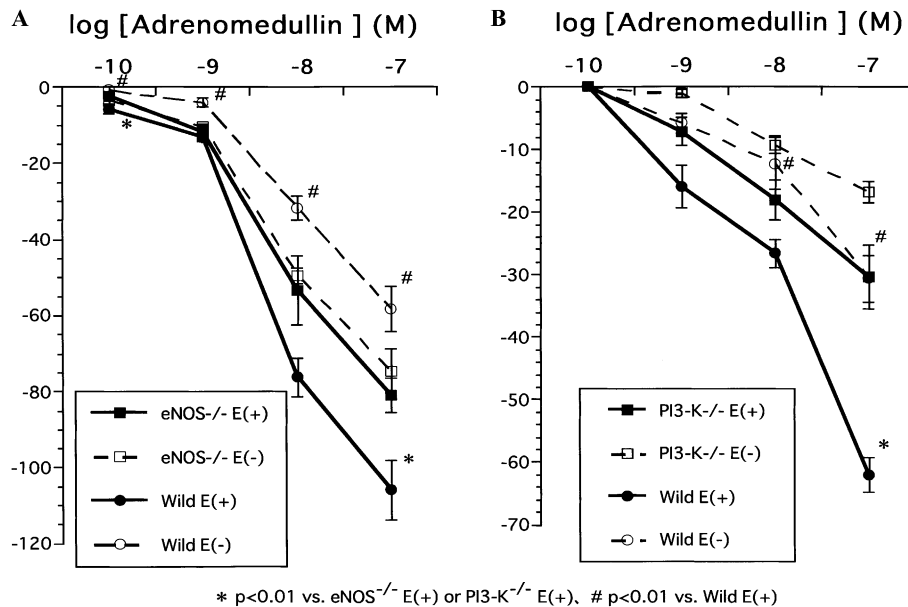 A
log [Adrenomedullin ] (M)
-10 -9 -8 -7
0
-20
-40
-60
-80
-100
-120
#
#
#
#
*
*
eNOS-/- E(+)
eNOS-/- E(-)
Wild E(+)
Wild E(-)
B
log [Adrenomedullin ] (M)
-10 -9 -8 -7
0
-10
-20
-30
-40
-50
-60
-70
#
#
*
PI3-K-/- E(+)
PI3-K-/- E(-)
Wild E(+)
Wild E(-)
* p<0.01 vs. eNOS-/- E(+) or PI3-K-/- E(+)、 # p<0.01 vs. Wild E(+)